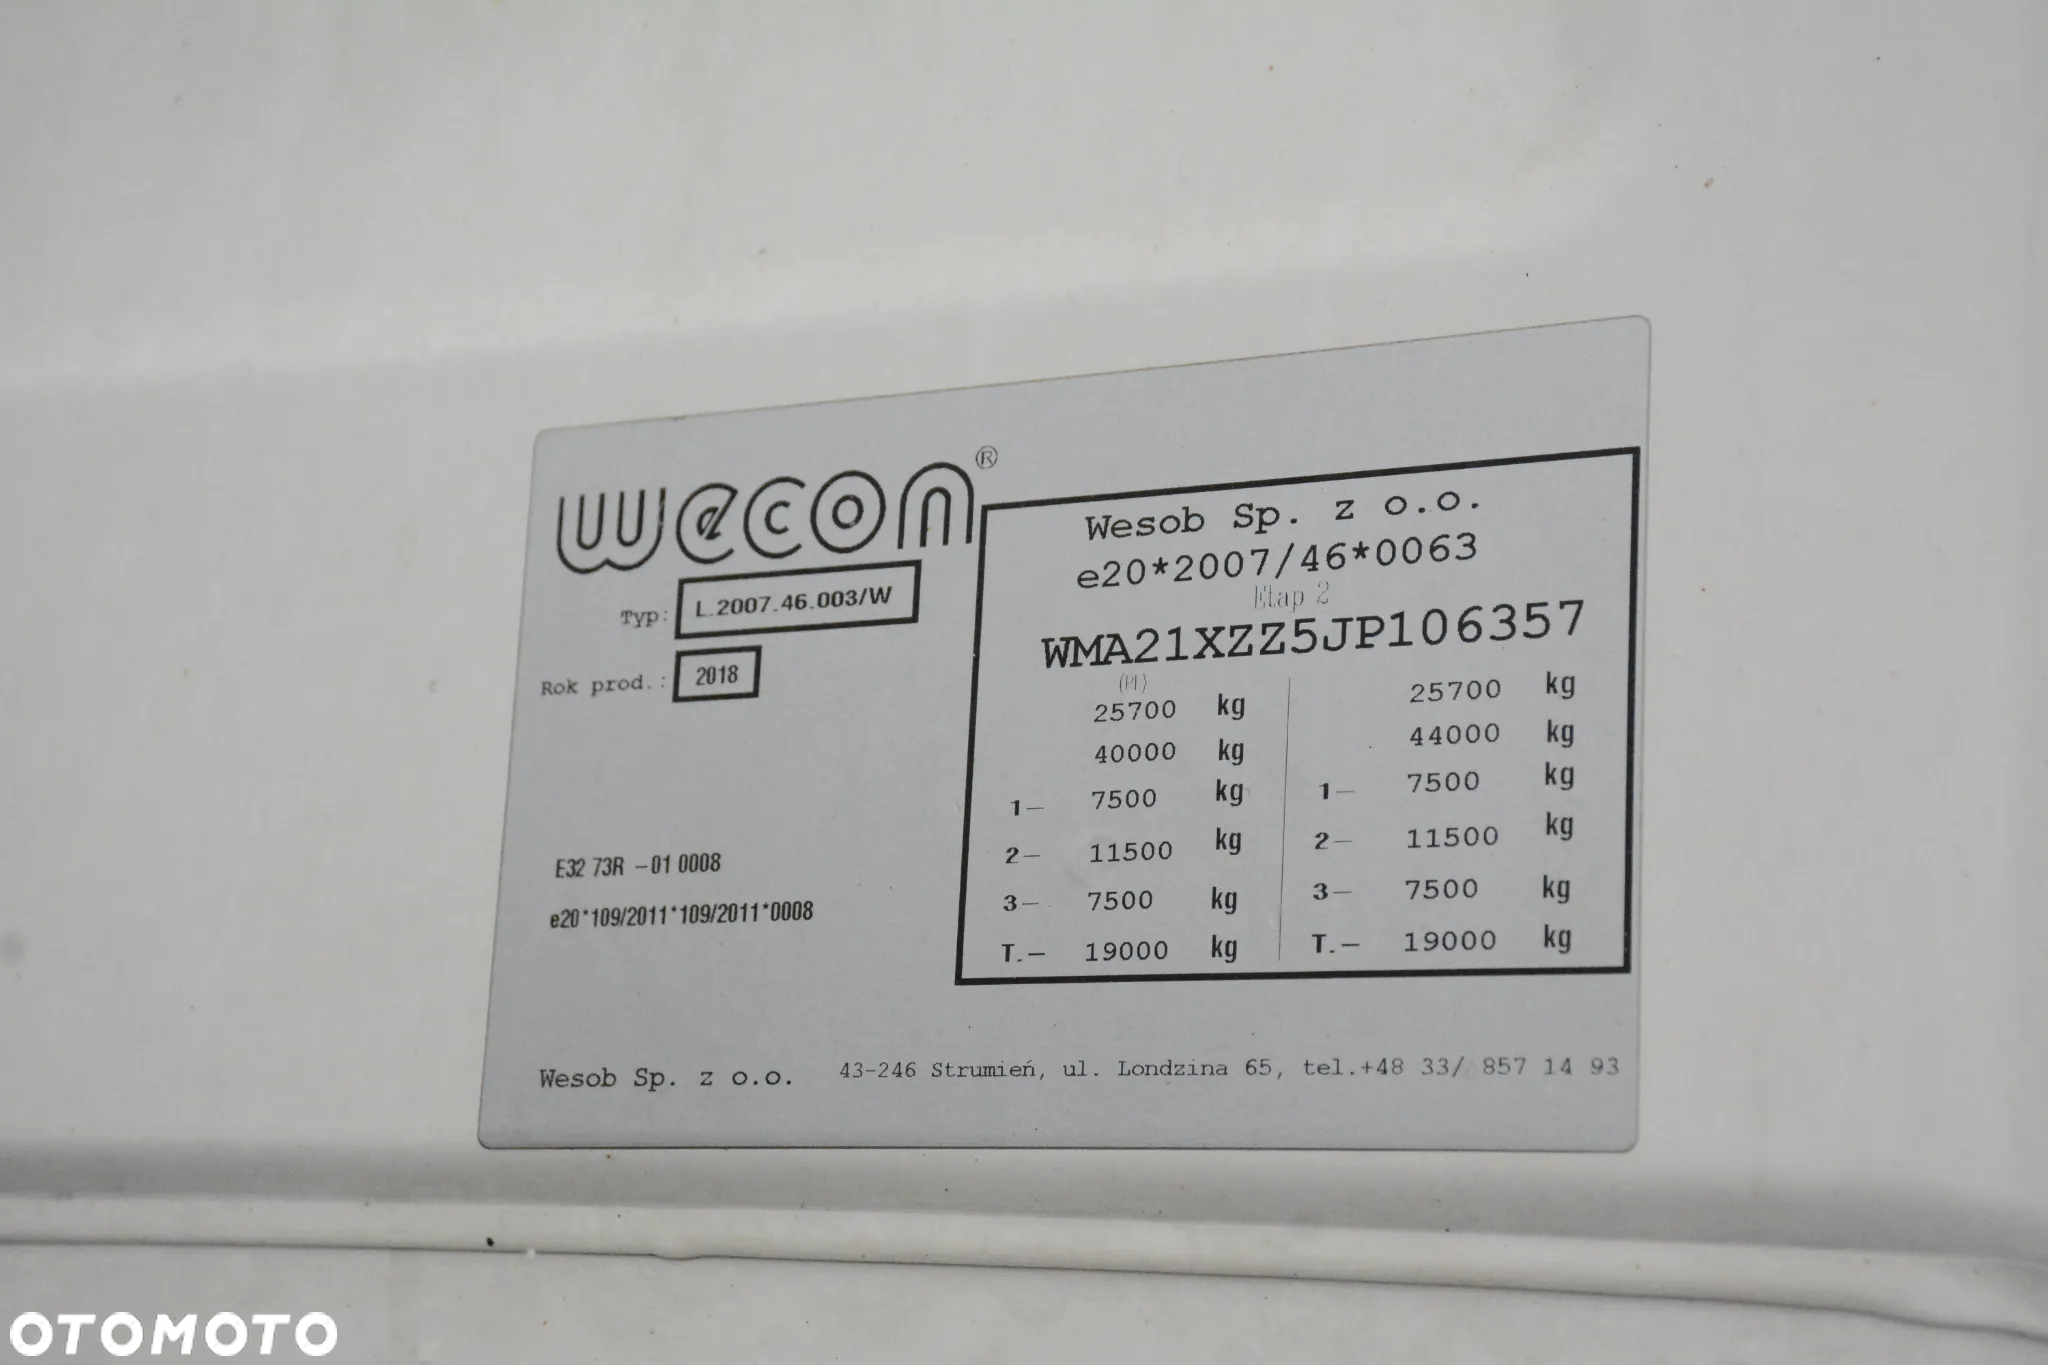 wecon®
Typ: L.2007.46.003/W
Rok prod.: 2018
E32 73R -01 0008
e20*109/2011*109/2011*0008
Wesob Sp. z o.o.
e20*2007/46*0063
Etap 2
WMA21XZZ5JP106357
(Pl)
25700 kg 25700 kg
40000 kg 44000 kg
1- 7500 kg 1- 7500 kg
2- 11500 kg 2- 11500 kg
3- 7500 kg 3- 7500 kg
T.- 19000 kg T.- 19000 kg
Wesob Sp. z o.o. 43-246 Strumień, ul. Londzina 65, tel.+48 33/ 857 14 93
OTOMOTO